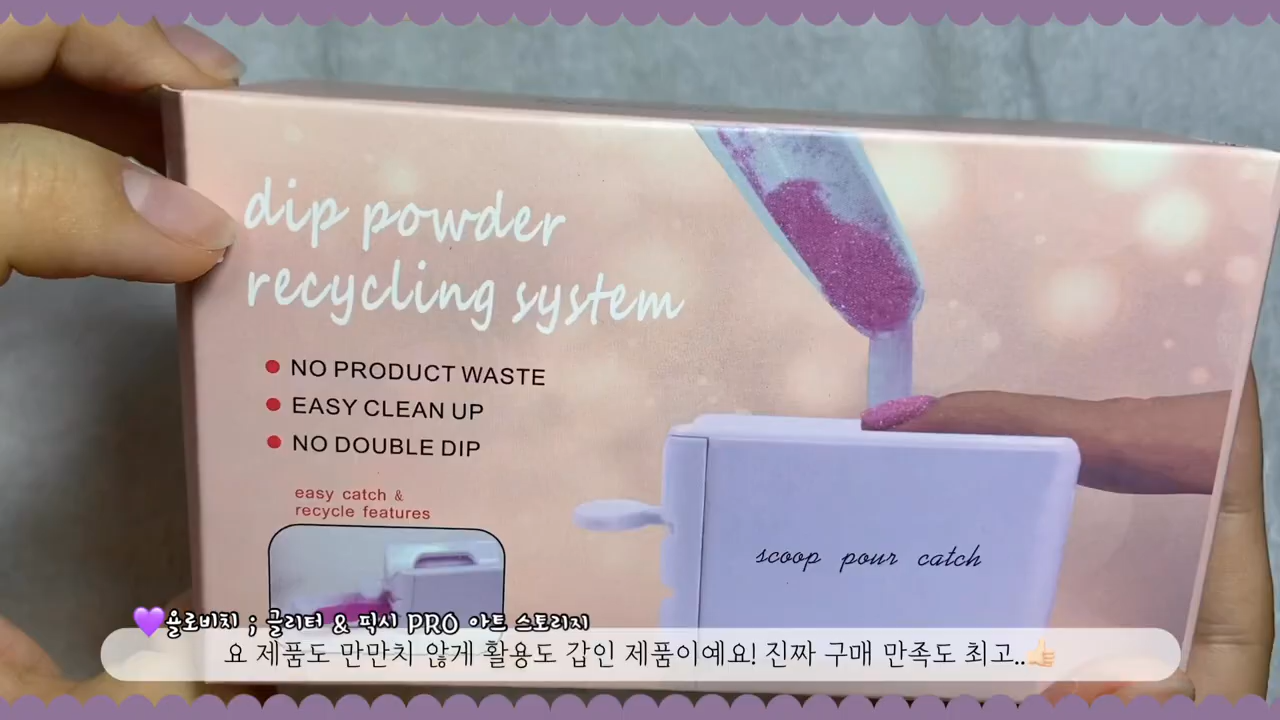 dip powder
recycling system
NO PRODUCT WASTE
EASY CLEAN UP
NO DOUBLE DIP
easy catch &
recycle features
scoop pour catch
💜욜로비치 ; 글리터 & 픽시 PRO 아트 스토리지
요 제품도 만만치 않게 활용도 갑인 제품이예요! 진짜 구매 만족도 최고..👍🏻